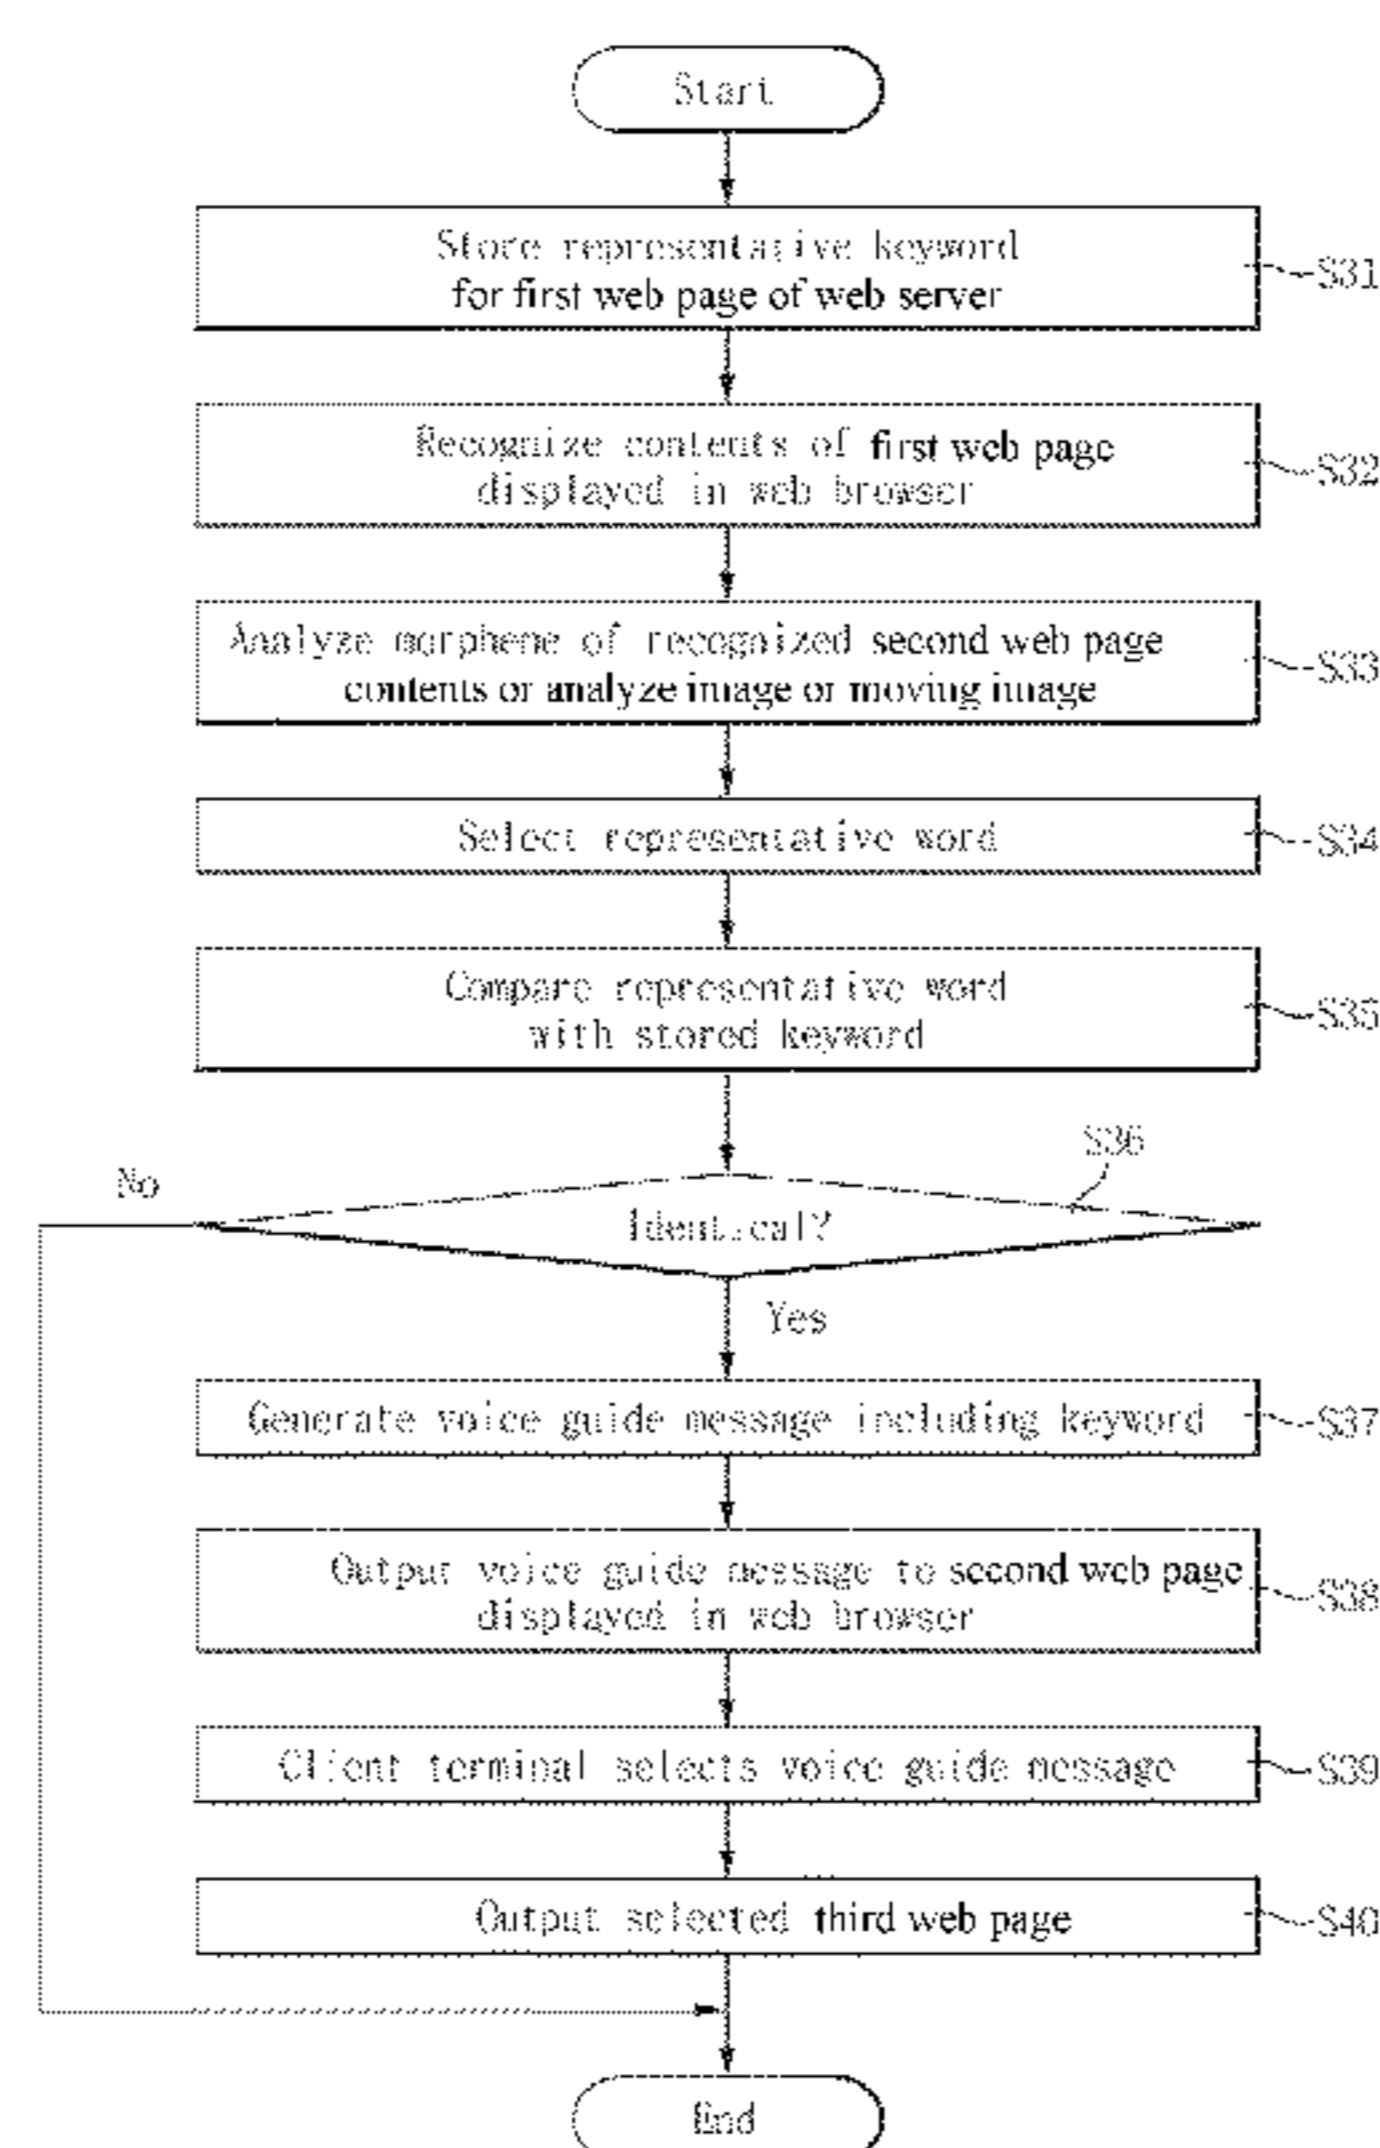 Start
Store representative keyword
for first web page of web server
S31
Recognize contents of first web page
displayed in web browser
S32
Analyze morpheme of recognized second web page
contents or analyze image or moving image
S33
Select representative word
S34
Compare representative word
with stored keyword
S35
S36
No
Identical?
Yes
Generate voice guide message including keyword
S37
Output voice guide message to second web page
displayed in web browser
S38
Client terminal selects voice guide message
S39
Output selected third web page
S40
End